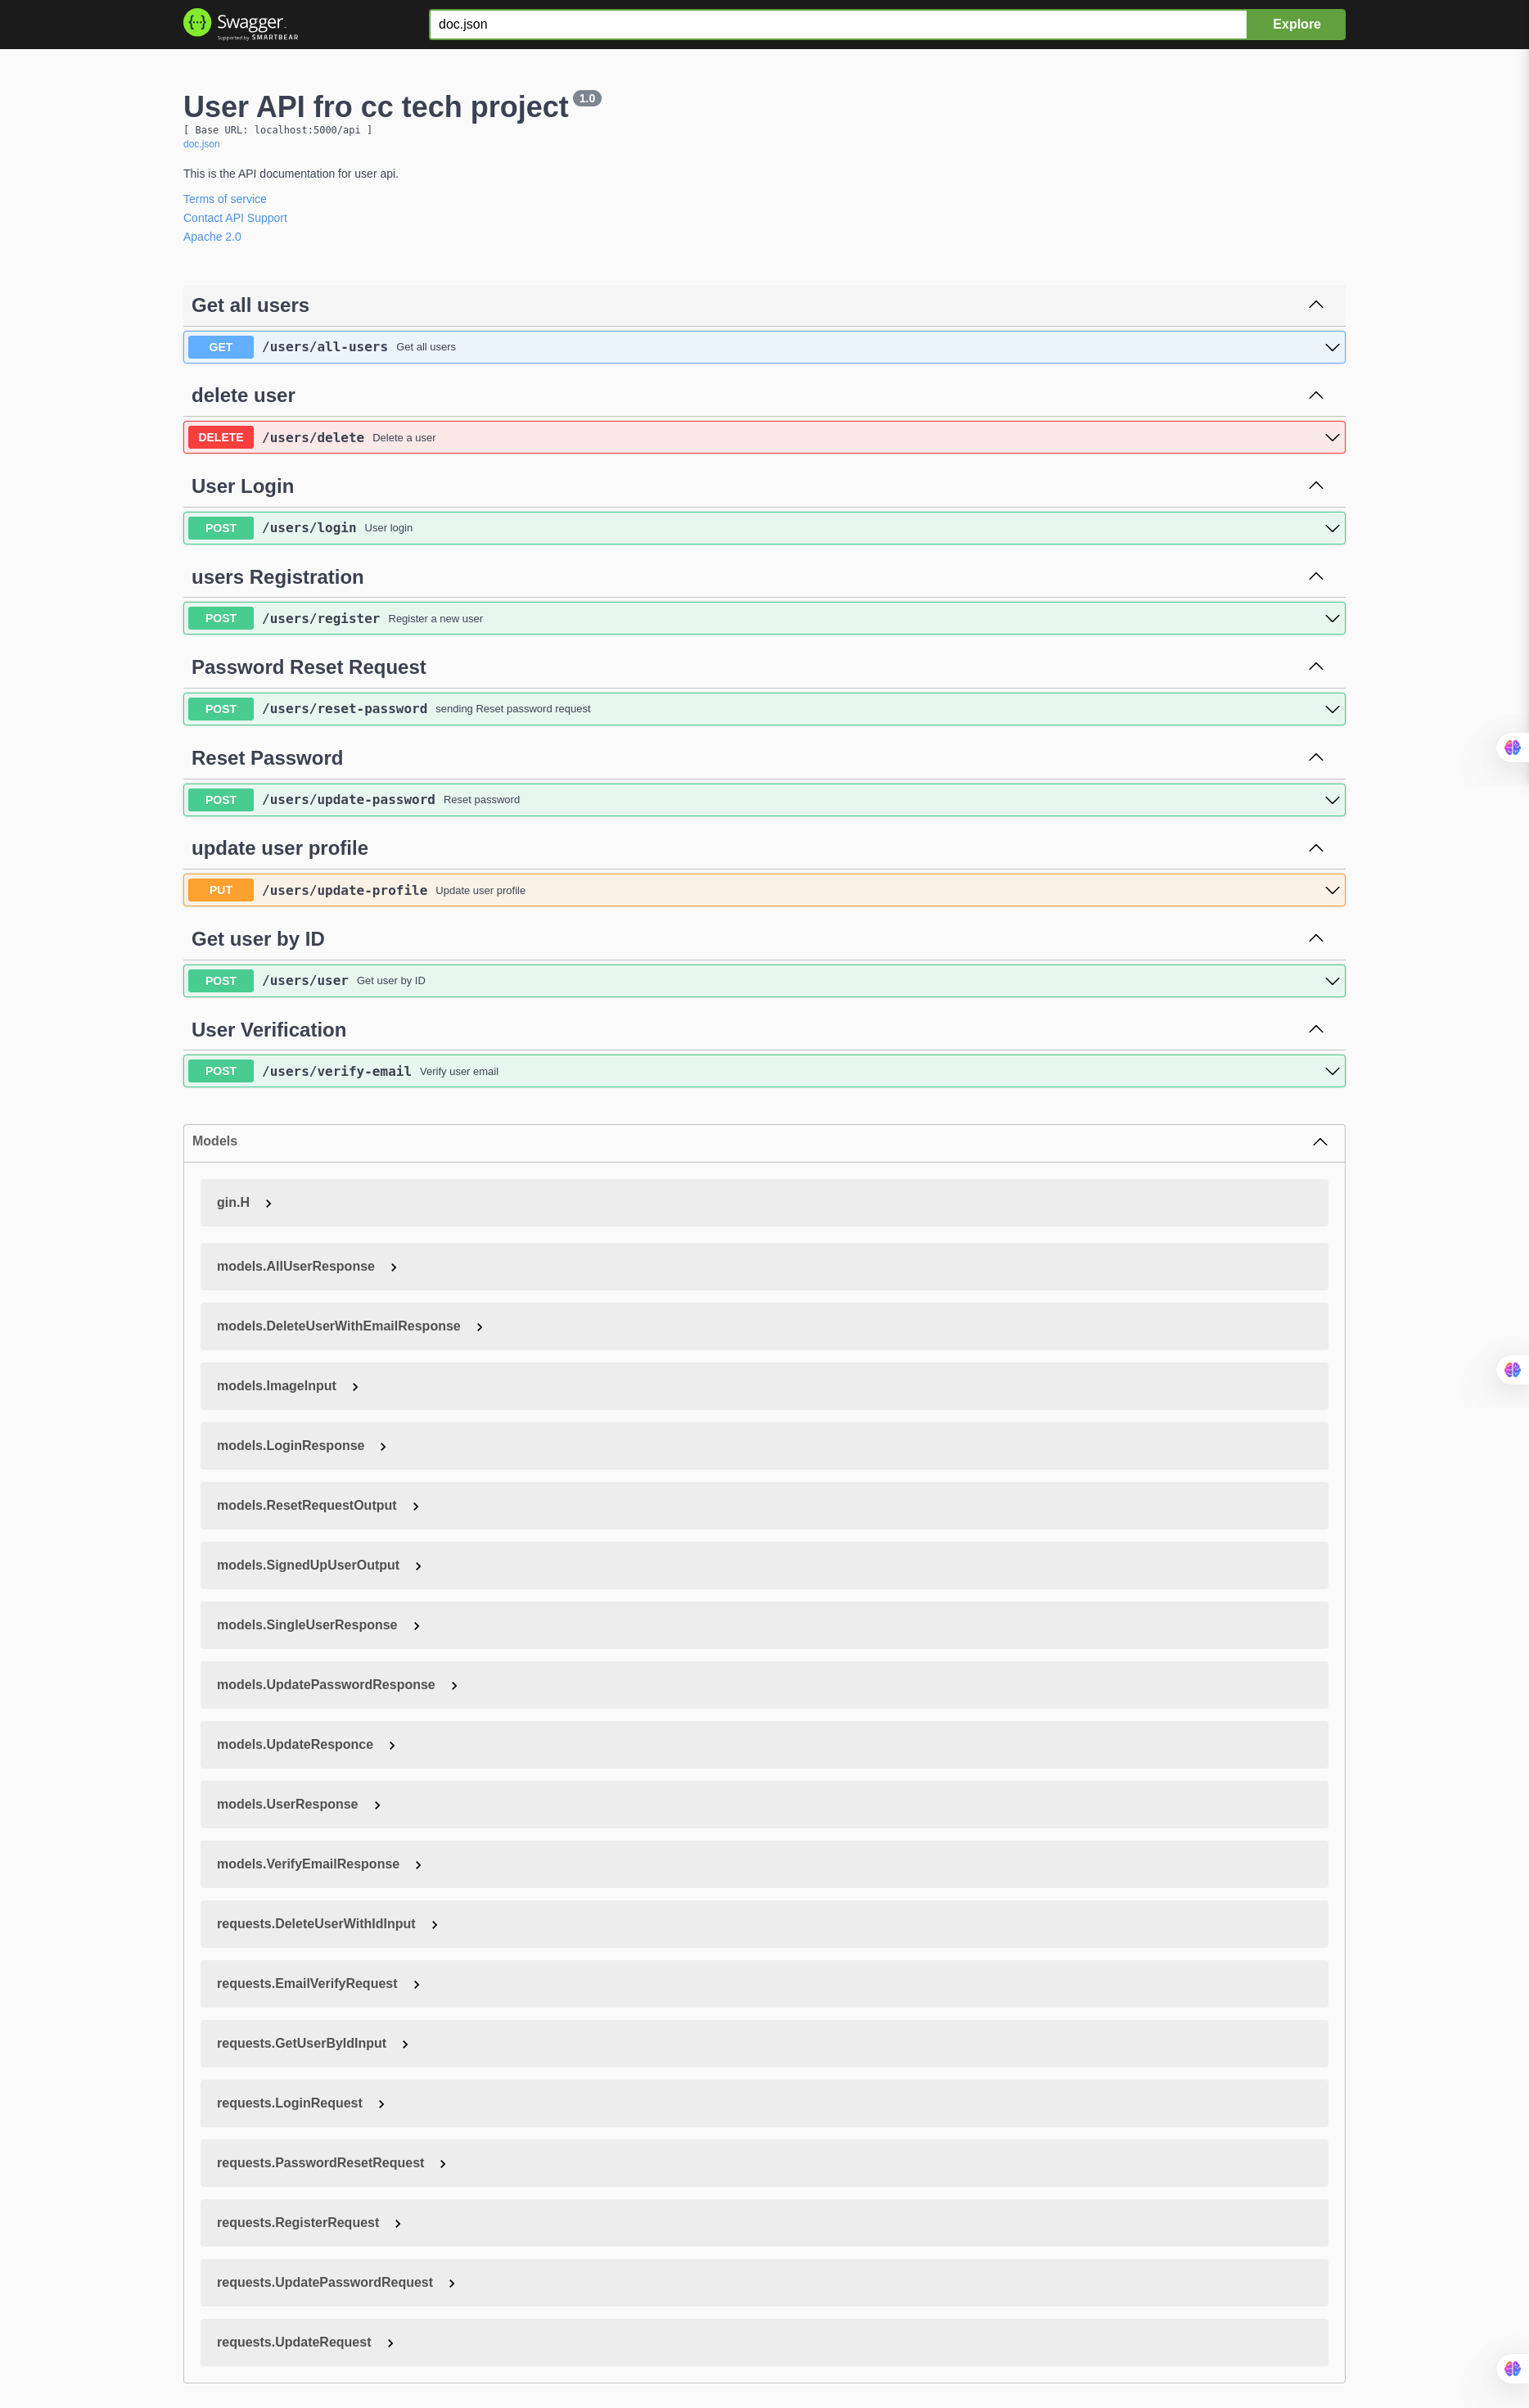 Swagger
Supported by SMARTBEAR
doc.json
Explore
User API fro cc tech project 1.0
[ Base URL: localhost:5000/api ]
doc.json
This is the API documentation for user api.
Terms of service
Contact API Support
Apache 2.0
Get all users
GET /users/all-users Get all users
delete user
DELETE /users/delete Delete a user
User Login
POST /users/login User login
users Registration
POST /users/register Register a new user
Password Reset Request
POST /users/reset-password sending Reset password request
Reset Password
POST /users/update-password Reset password
update user profile
PUT /users/update-profile Update user profile
Get user by ID
POST /users/user Get user by ID
User Verification
POST /users/verify-email Verify user email
Models
gin.H
models.AllUserResponse
models.DeleteUserWithEmailResponse
models.ImageInput
models.LoginResponse
models.ResetRequestOutput
models.SignedUpUserOutput
models.SingleUserResponse
models.UpdatePasswordResponse
models.UpdateResponce
models.UserResponse
models.VerifyEmailResponse
requests.DeleteUserWithIdInput
requests.EmailVerifyRequest
requests.GetUserByIdInput
requests.LoginRequest
requests.PasswordResetRequest
requests.RegisterRequest
requests.UpdatePasswordRequest
requests.UpdateRequest